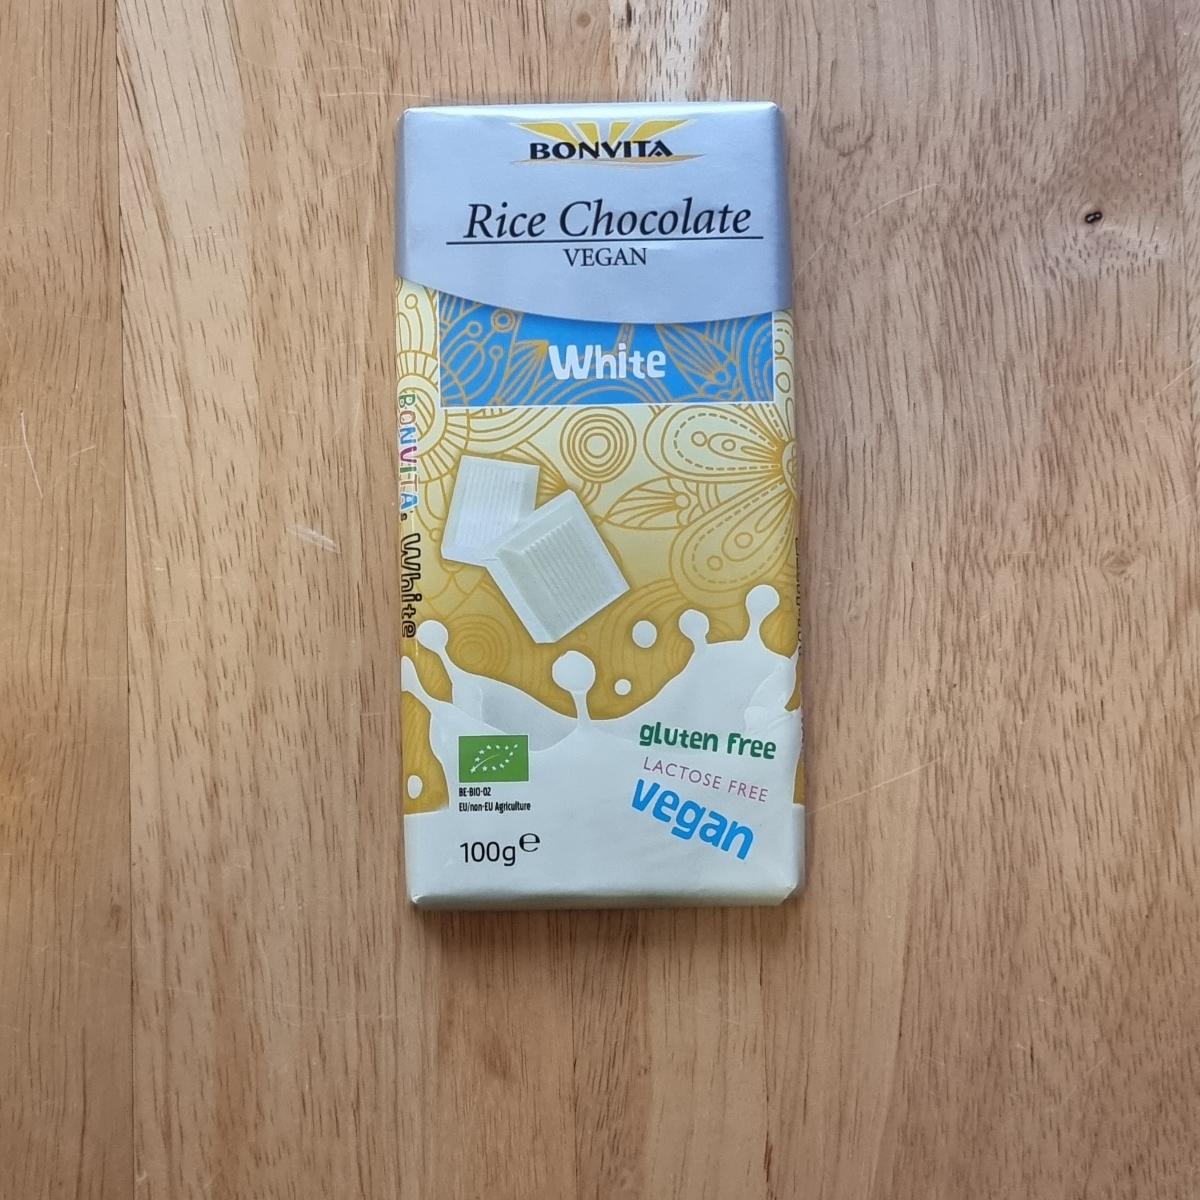 BONVITA
Rice Chocolate
VEGAN
White
BONVITA's White
gluten free
LACTOSE FREE
vegan
BE-BIO-02
EU/non-EU Agriculture
100g℮